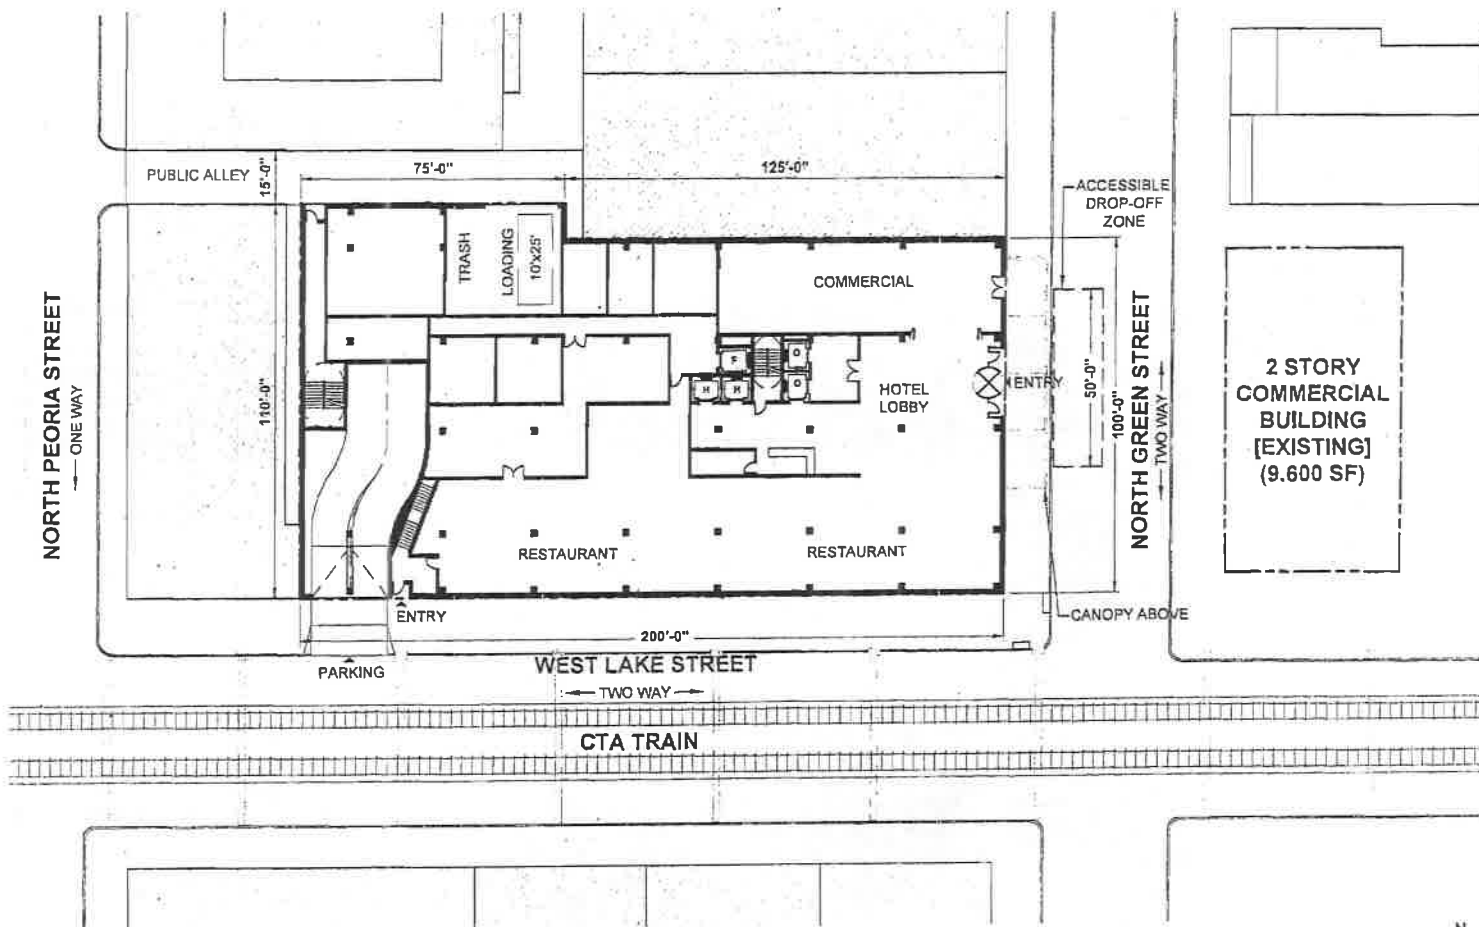 PUBLIC ALLEY
15'-0"
75'-0"
125'-0"
ACCESSIBLE
DROP-OFF
ZONE
TRASH
LOADING
10'x25'
COMMERCIAL
NORTH PEORIA STREET
ONE WAY
110'-0"
F
H
H
O
O
HOTEL
LOBBY
ENTRY
50'-0"
100'-0"
NORTH GREEN STREET
TWO WAY
2 STORY
COMMERCIAL
BUILDING
[EXISTING]
(9.600 SF)
RESTAURANT
RESTAURANT
ENTRY
CANOPY ABOVE
200'-0"
PARKING
WEST LAKE STREET
TWO WAY
CTA TRAIN